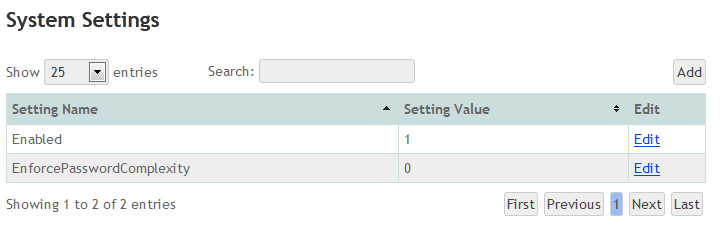 System Settings
Show 25 entries Search: Add
Setting Name Setting Value Edit
Enabled 1 Edit
EnforcePasswordComplexity 0 Edit
Showing 1 to 2 of 2 entries First Previous 1 Next Last